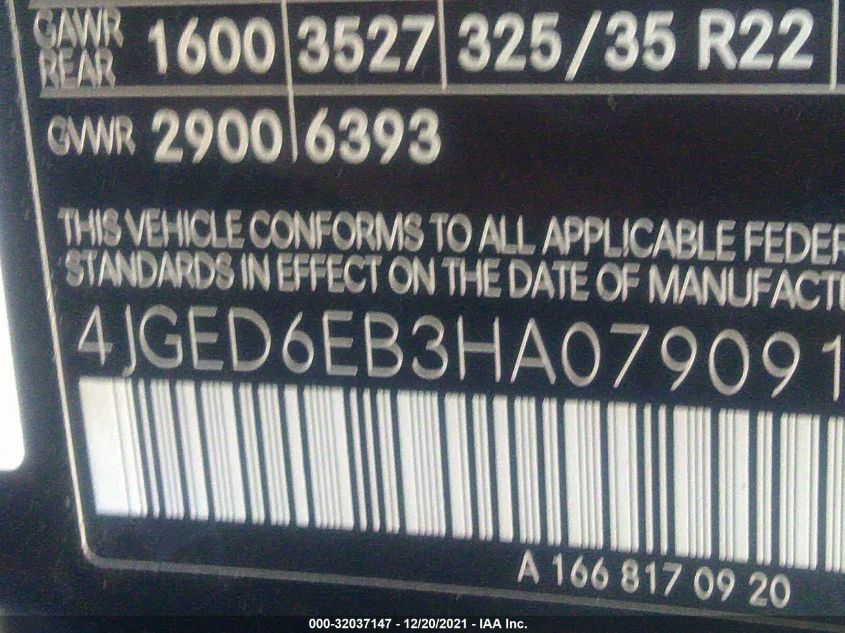 GAWR REAR 1600 3527 325/35 R22
GVWR 2900 6393
THIS VEHICLE CONFORMS TO ALL APPLICABLE FEDER
STANDARDS IN EFFECT ON THE DATE OF MANUFACT
4JGED6EB3HA079091
A 166 817 09 20
000-32037147 - 12/20/2021 - IAA Inc.